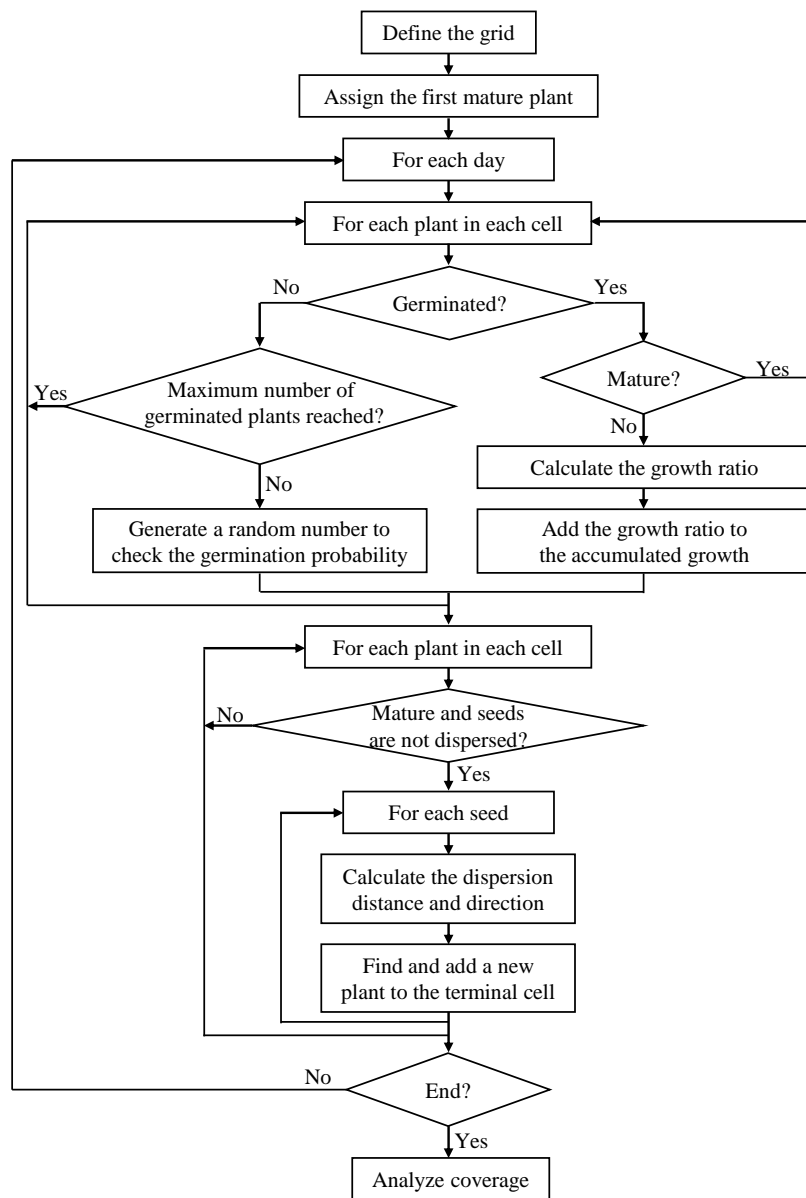 Define the grid
Assign the first mature plant
For each day
For each plant in each cell
No
Yes
Germinated?
Yes
Maximum number of
germinated plants reached?
Mature?
Yes
No
No
Calculate the growth ratio
Generate a random number to
check the germination probability
Add the growth ratio to
the accumulated growth
For each plant in each cell
No
Mature and seeds
are not dispersed?
Yes
For each seed
Calculate the dispersion
distance and direction
Find and add a new
plant to the terminal cell
No
End?
Yes
Analyze coverage